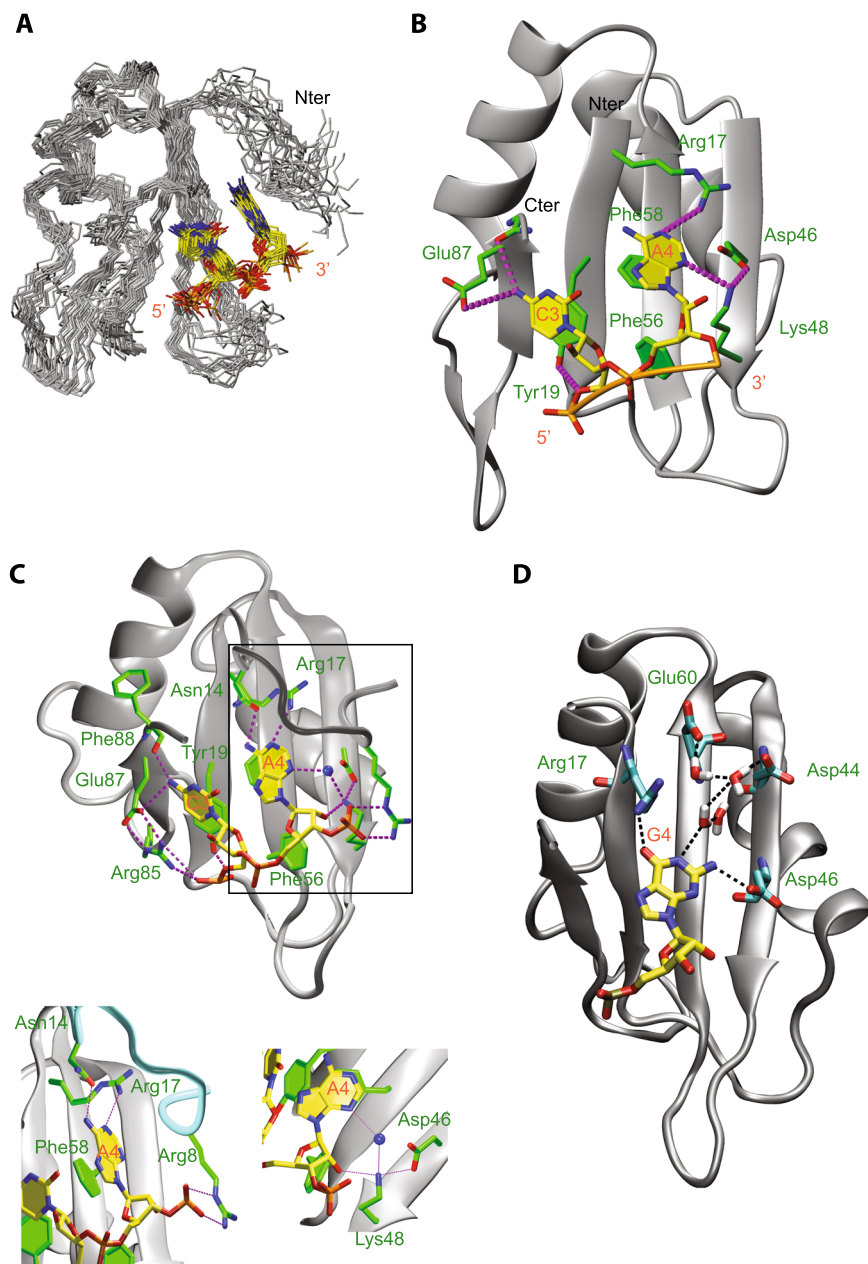 A
Nter
5’
3’
B
Nter
Arg17
Cter
Phe58
Glu87
A4
Asp46
C3
Phe56
Lys48
Tyr19
3’
5’
C
Arg17
Asn14
Phe88
Tyr19
A4
Glu87
Arg85
Phe56
D
Glu60
Arg17
Asp44
G4
Asp46
Asn14
Arg17
Phe58
A4
Arg8
A4
Asp46
Lys48